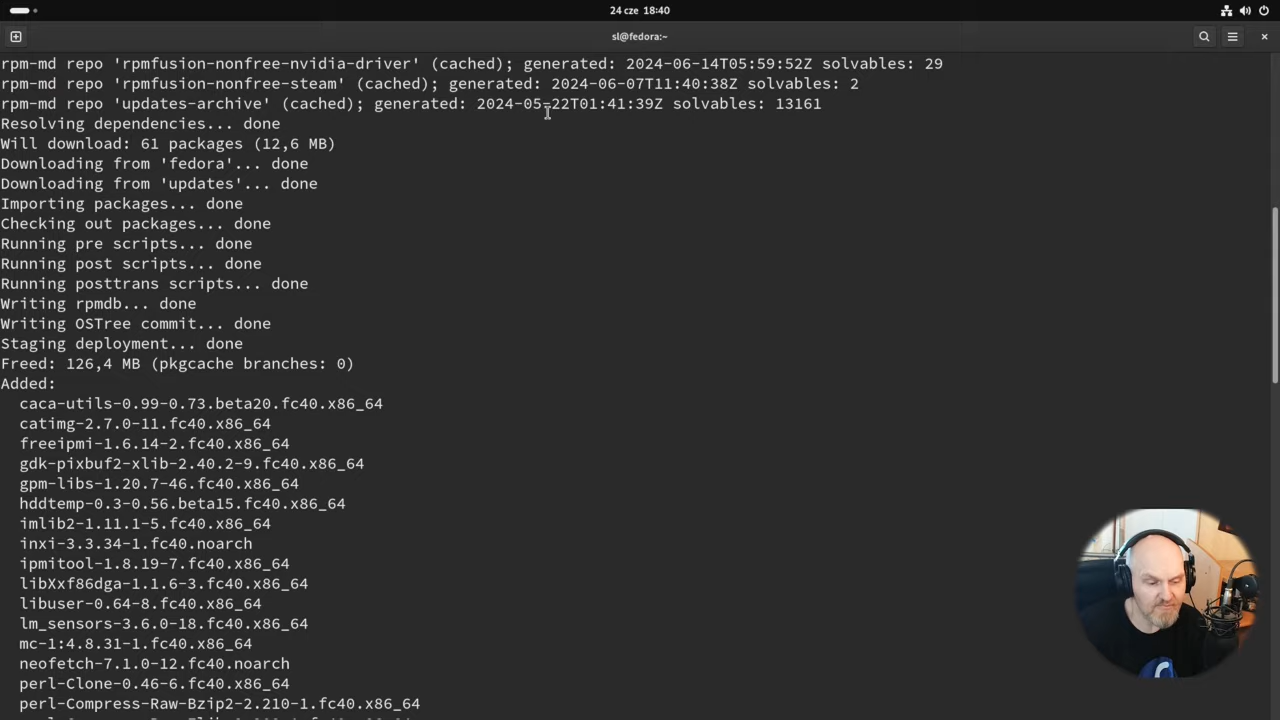 24 cze 18:40
sl@fedora:~
rpm-md repo 'rpmfusion-nonfree-nvidia-driver' (cached); generated: 2024-06-14T05:59:52Z solvables: 29
rpm-md repo 'rpmfusion-nonfree-steam' (cached); generated: 2024-06-07T11:40:38Z solvables: 2
rpm-md repo 'updates-archive' (cached); generated: 2024-05-22T01:41:39Z solvables: 13161
Resolving dependencies... done
Will download: 61 packages (12,6 MB)
Downloading from 'fedora'... done
Downloading from 'updates'... done
Importing packages... done
Checking out packages... done
Running pre scripts... done
Running post scripts... done
Running posttrans scripts... done
Writing rpmdb... done
Writing OSTree commit... done
Staging deployment... done
Freed: 126,4 MB (pkgcache branches: 0)
Added:
caca-utils-0.99-0.73.beta20.fc40.x86_64
catimg-2.7.0-11.fc40.x86_64
freeipmi-1.6.14-2.fc40.x86_64
gdk-pixbuf2-xlib-2.40.2-9.fc40.x86_64
gpm-libs-1.20.7-46.fc40.x86_64
hddtemp-0.3-0.56.beta15.fc40.x86_64
imlib2-1.11.1-5.fc40.x86_64
inxi-3.3.34-1.fc40.noarch
ipmitool-1.8.19-7.fc40.x86_64
libXxf86dga-1.1.6-3.fc40.x86_64
libuser-0.64-8.fc40.x86_64
lm_sensors-3.6.0-18.fc40.x86_64
mc-1:4.8.31-1.fc40.x86_64
neofetch-7.1.0-12.fc40.noarch
perl-Clone-0.46-6.fc40.x86_64
perl-Compress-Raw-Bzip2-2.210-1.fc40.x86_64